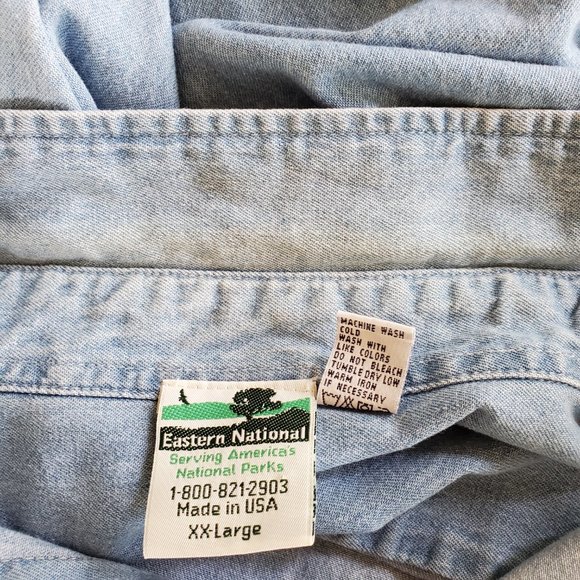 MACHINE WASH
COLD
WASH WITH
LIKE COLORS
DO NOT BLEACH
TUMBLE DRY LOW
WARM IRON
IF NECESSARY
Eastern National
Serving America's
National Parks
1-800-821-2903
Made in USA
XX-Large